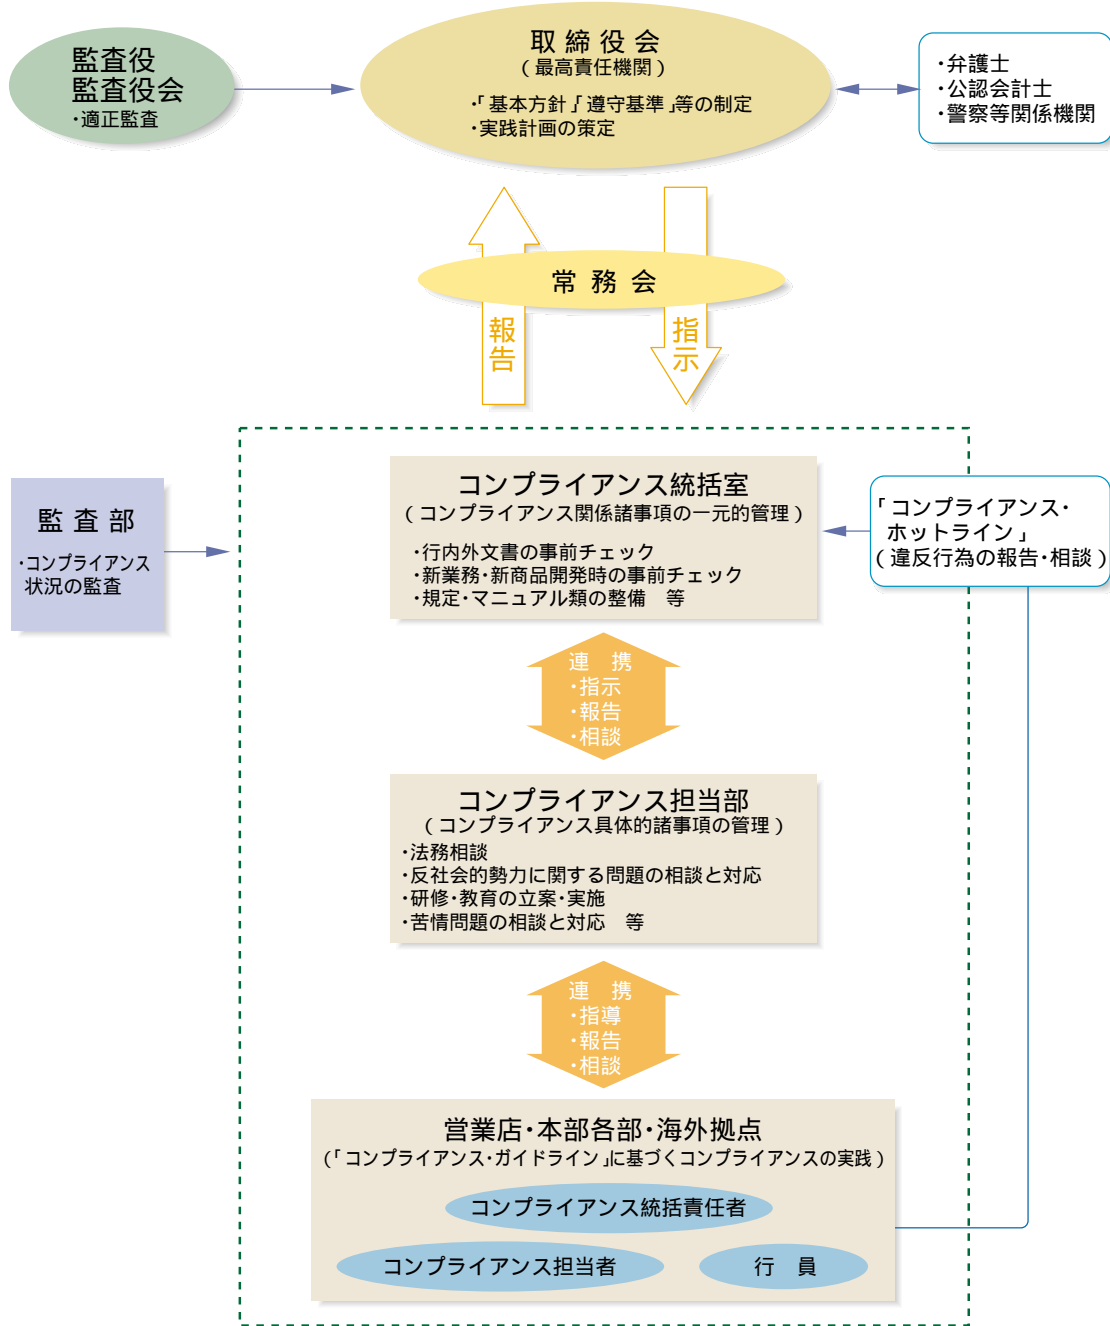 監査役
監査役会
・適正監査
取締役会
(最高責任機関)
・「基本方針」「遵守基準」等の制定
・実践計画の策定
・弁護士
・公認会計士
・警察等関係機関
常務会
報告
指示
監査部
・コンプライアンス
状況の監査
コンプライアンス統括室
(コンプライアンス関係諸事項の一元的管理)
・行内外文書の事前チェック
・新業務・新商品開発時の事前チェック
・規定・マニュアル類の整備 等
「コンプライアンス・
ホットライン」
(違反行為の報告・相談)
連 携
・指示
・報告
・相談
コンプライアンス担当部
(コンプライアンス具体的諸事項の管理)
・法務相談
・反社会的勢力に関する問題の相談と対応
・研修・教育の立案・実施
・苦情問題の相談と対応 等
連 携
・指導
・報告
・相談
営業店・本部各部・海外拠点
(「コンプライアンス・ガイドライン」に基づくコンプライアンスの実践)
コンプライアンス統括責任者
コンプライアンス担当者
行 員